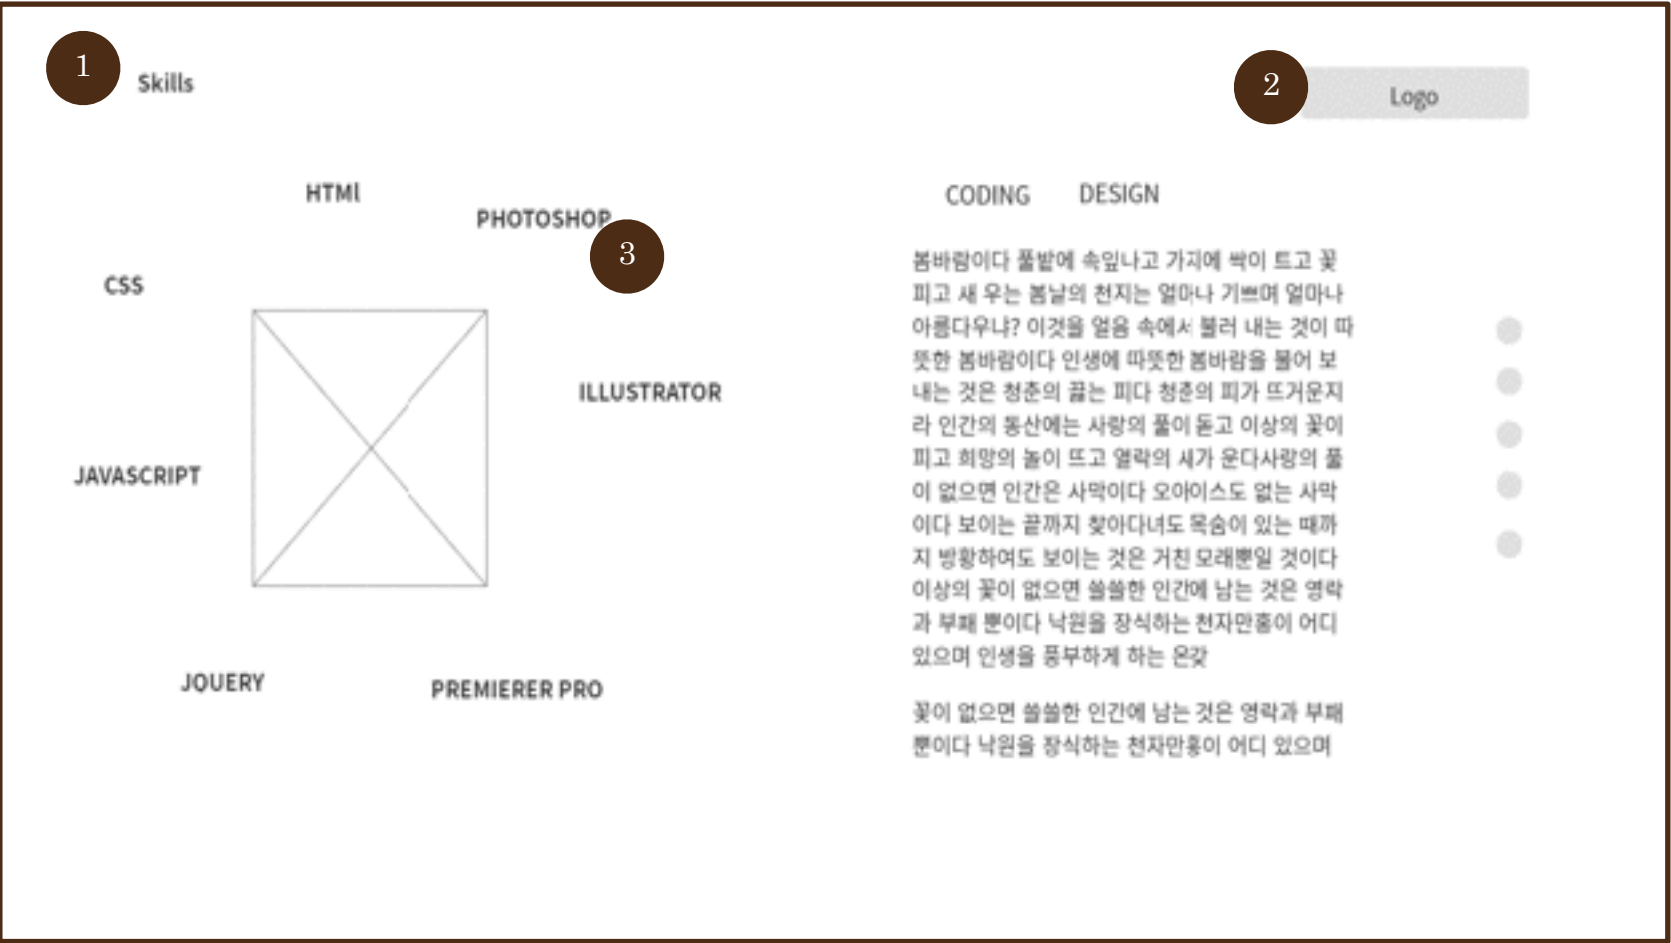 1
Skills
2
Logo
HTMl
PHOTOSHOP
3
CSS
ILLUSTRATOR
JAVASCRIPT
JQUERY
PREMIERER PRO
CODING
DESIGN
봄바람이다 풀밭에 속잎나고 가지에 싹이 트고 꽃
피고 새 우는 봄날의 천지는 얼마나 기쁘며 얼마나
아름다우냐? 이것을 얼음 속에서 불러 내는 것이 따
뜻한 봄바람이다 인생에 따뜻한 봄바람을 불어 보
내는 것은 청춘의 끓는 피다 청춘의 피가 뜨거운지
라 인간의 동산에는 사랑의 풀이 돋고 이상의 꽃이
피고 희망의 놀이 뜨고 열락의 새가 운다사랑의 풀
이 없으면 인간은 사막이다 오아이스도 없는 사막
이다 보이는 끝까지 찾아다녀도 목숨이 있는 때까
지 방황하여도 보이는 것은 거친 모래뿐일 것이다
이상의 꽃이 없으면 쓸쓸한 인간에 남는 것은 영락
과 부패 뿐이다 낙원을 장식하는 천자만홍이 어디
있으며 인생을 풍부하게 하는 온갖
꽃이 없으면 쓸쓸한 인간에 남는 것은 영락과 부패
뿐이다 낙원을 장식하는 천자만홍이 어디 있으며